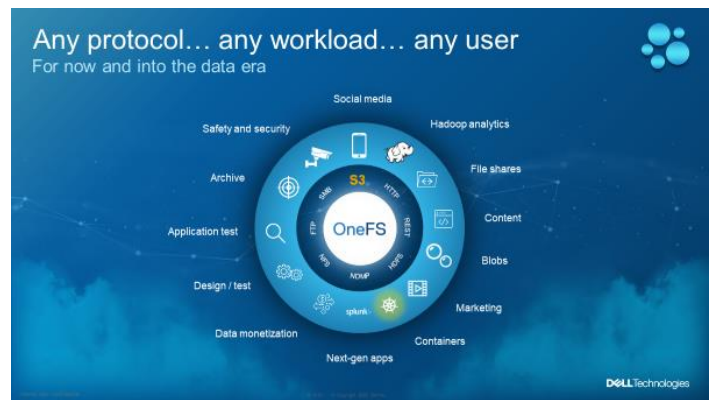 Any protocol… any workload… any user
For now and into the data era
Social media
Safety and security
Hadoop analytics
Archive
File shares
S3
SMB
HTTP
Application test
FTP
OneFS
REST
Content
NFS
HDFS
Blobs
NDMP
Design / test
splunk>
Marketing
Data monetization
Containers
Next-gen apps
DELLTechnologies